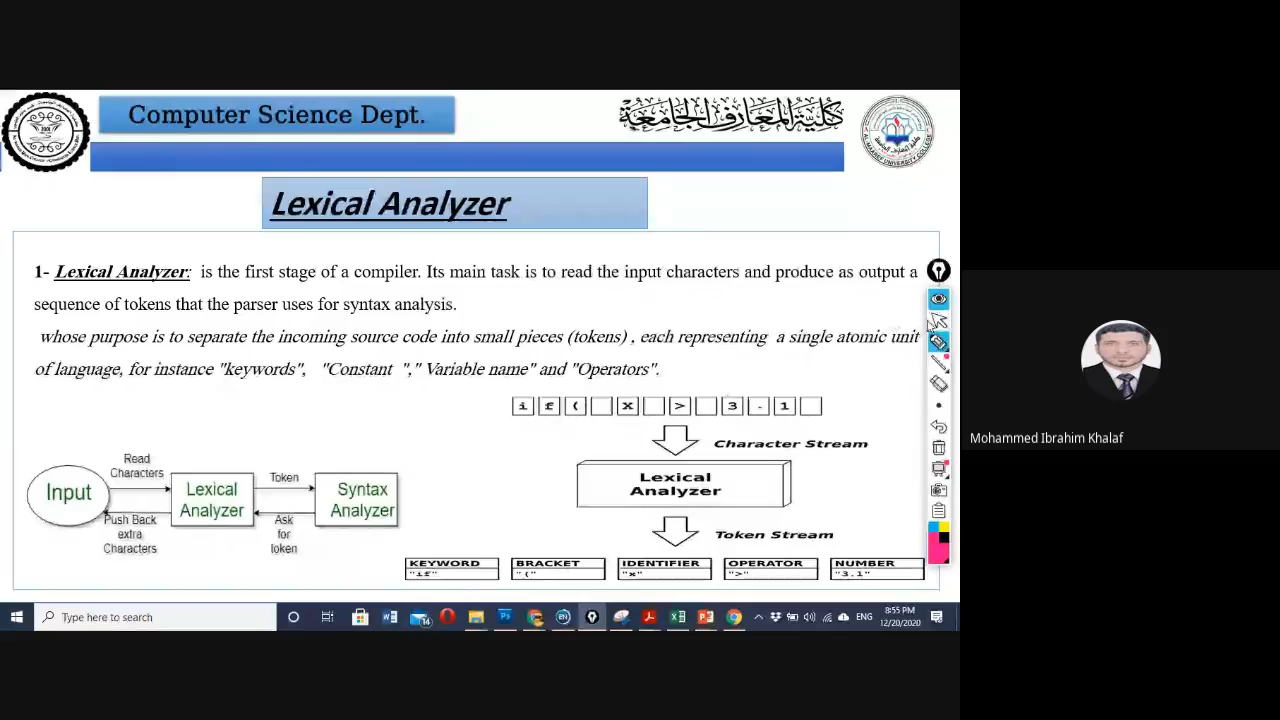 Computer Science Dept.
كلية المعارف الجامعة
Lexical Analyzer
1- Lexical Analyzer: is the first stage of a compiler. Its main task is to read the input characters and produce as output a
sequence of tokens that the parser uses for syntax analysis.
whose purpose is to separate the incoming source code into small pieces (tokens) , each representing a single atomic unit
of language, for instance "keywords", "Constant "," Variable name" and "Operators".
i f ( X > 3 . 1
Character Stream
Lexical
Analyzer
Token Stream
KEYWORD BRACKET IDENTIFIER OPERATOR NUMBER
"if" "(" "x" ">" "3.1"
Read
Characters
Token
Input
Lexical
Analyzer
Syntax
Analyzer
Push Back
extra
Characters
Ask
for
token
Mohammed Ibrahim Khalaf
Type here to search
14
EN
ENG
8:55 PM
12/20/2020